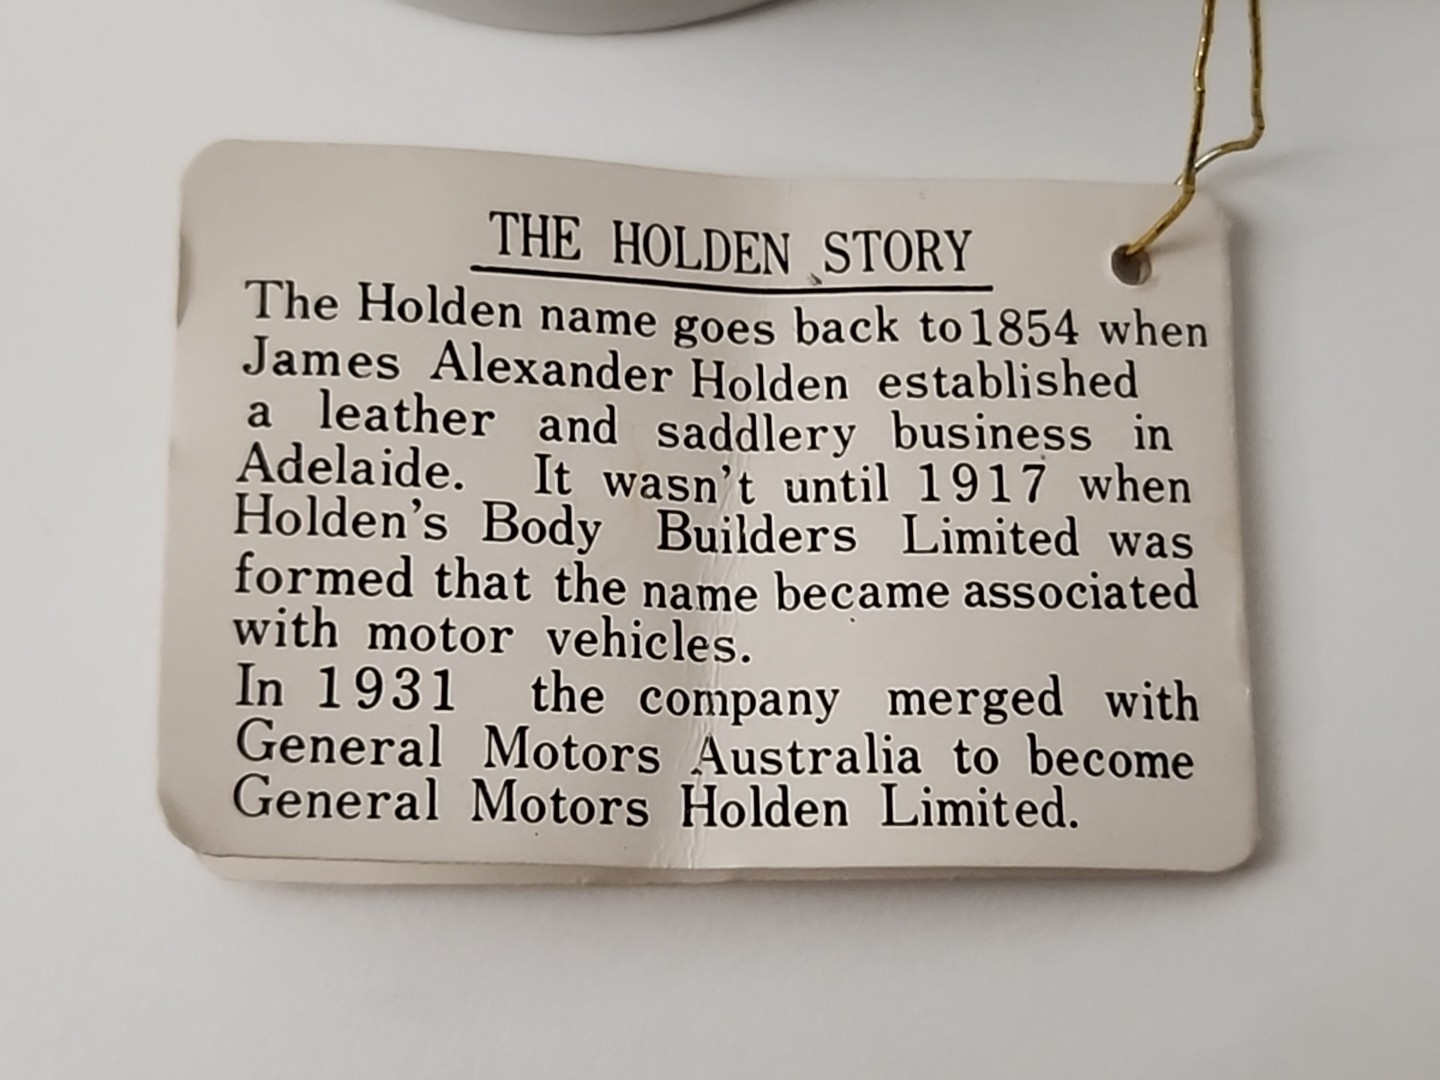 THE HOLDEN STORY
The Holden name goes back to 1854 when
James Alexander Holden established
a leather and saddlery business in
Adelaide. It wasn't until 1917 when
Holden's Body Builders Limited was
formed that the name became associated
with motor vehicles.
In 1931 the company merged with
General Motors Australia to become
General Motors Holden Limited.